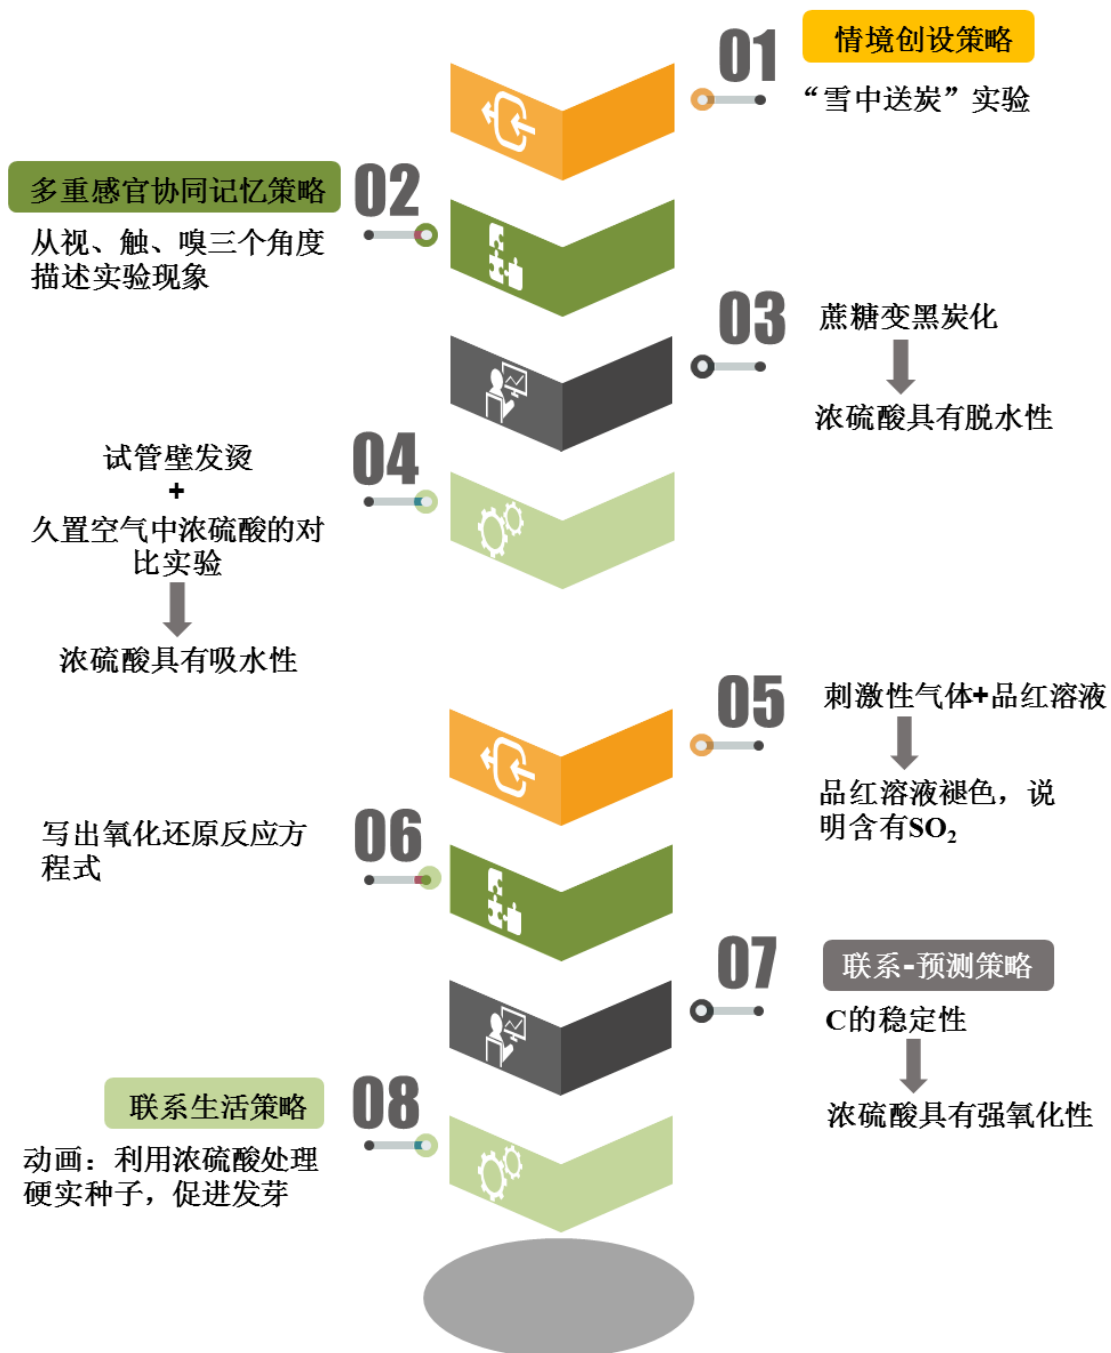 01
情境创设策略
“雪中送炭”实验
02
多重感官协同记忆策略
从视、触、嗅三个角度
描述实验现象
03
蔗糖变黑炭化
浓硫酸具有脱水性
04
试管壁发烫
+
久置空气中浓硫酸的对
比实验
浓硫酸具有吸水性
05
刺激性气体+品红溶液
品红溶液褪色，说
明含有SO₂
06
写出氧化还原反应方
程式
07
联系-预测策略
C的稳定性
浓硫酸具有强氧化性
08
联系生活策略
动画：利用浓硫酸处理
硬实种子，促进发芽